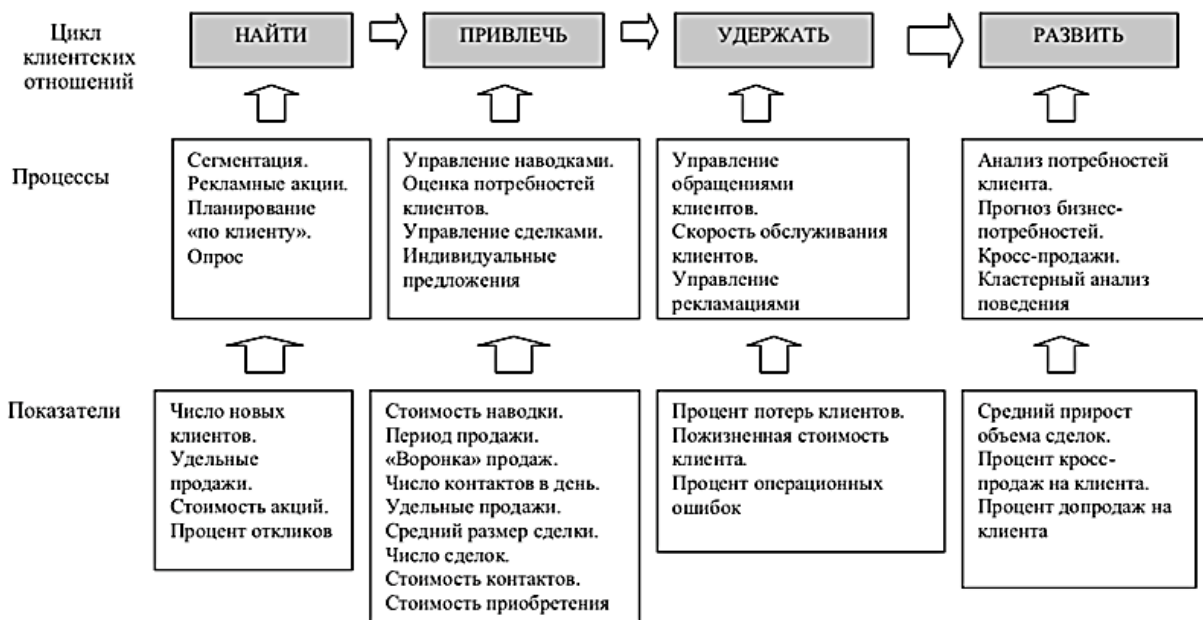 Цикл
клиентских
отношений
НАЙТИ
ПРИВЛЕЧЬ
УДЕРЖАТЬ
РАЗВИТЬ
Процессы
Сегментация.
Рекламные акции.
Планирование
«по клиенту».
Опрос
Управление наводками.
Оценка потребностей
клиентов.
Управление сделками.
Индивидуальные
предложения
Управление
обращениями
клиентов.
Скорость обслуживания
клиентов.
Управление
рекламациями
Анализ потребностей
клиента.
Прогноз бизнес-
потребностей.
Кросс-продажи.
Кластерный анализ
поведения
Показатели
Число новых
клиентов.
Удельные
продажи.
Стоимость акций.
Процент откликов
Стоимость наводки.
Период продажи.
«Воронка» продаж.
Число контактов в день.
Удельные продажи.
Средний размер сделки.
Число сделок.
Стоимость контактов.
Стоимость приобретения
Процент потерь клиентов.
Пожизненная стоимость
клиента.
Процент операционных
ошибок
Средний прирост
объема сделок.
Процент кросс-
продаж на клиента.
Процент допродаж на
клиента